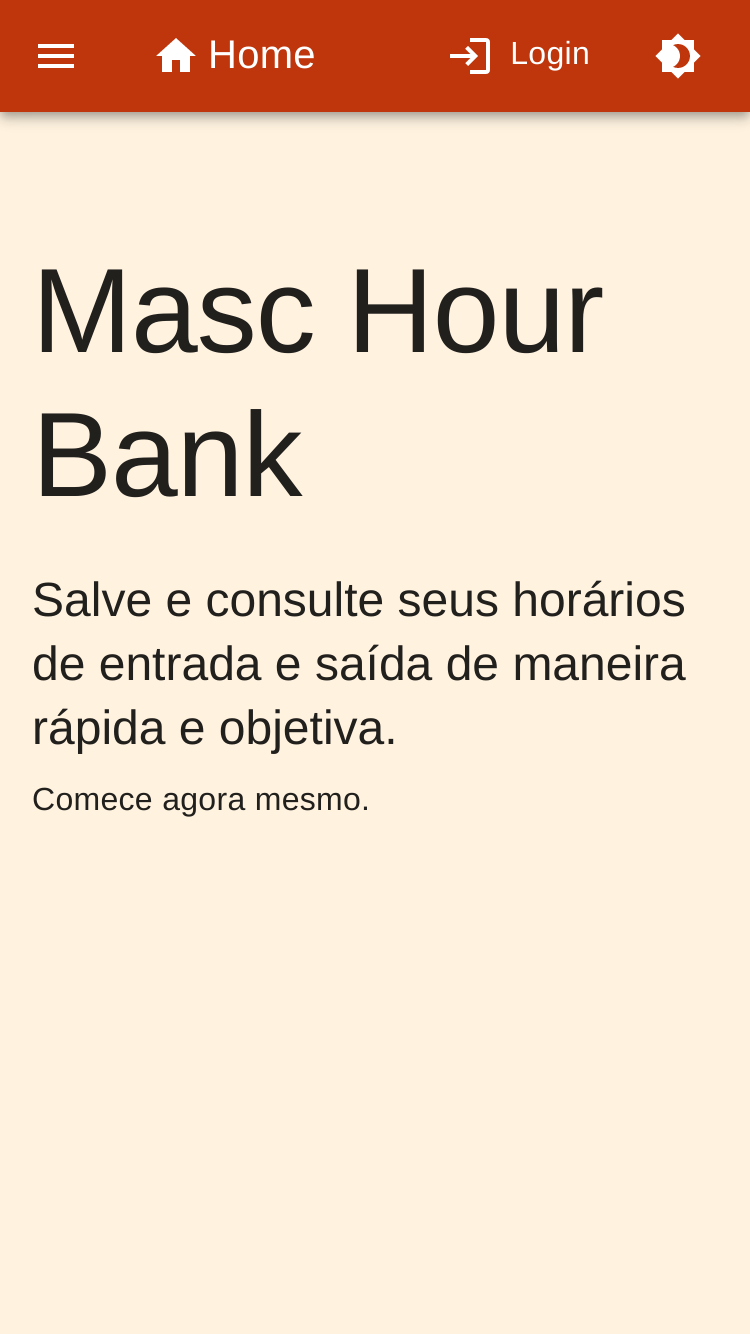 Home
Login
Masc Hour
Bank
Salve e consulte seus horários
de entrada e saída de maneira
rápida e objetiva.
Comece agora mesmo.